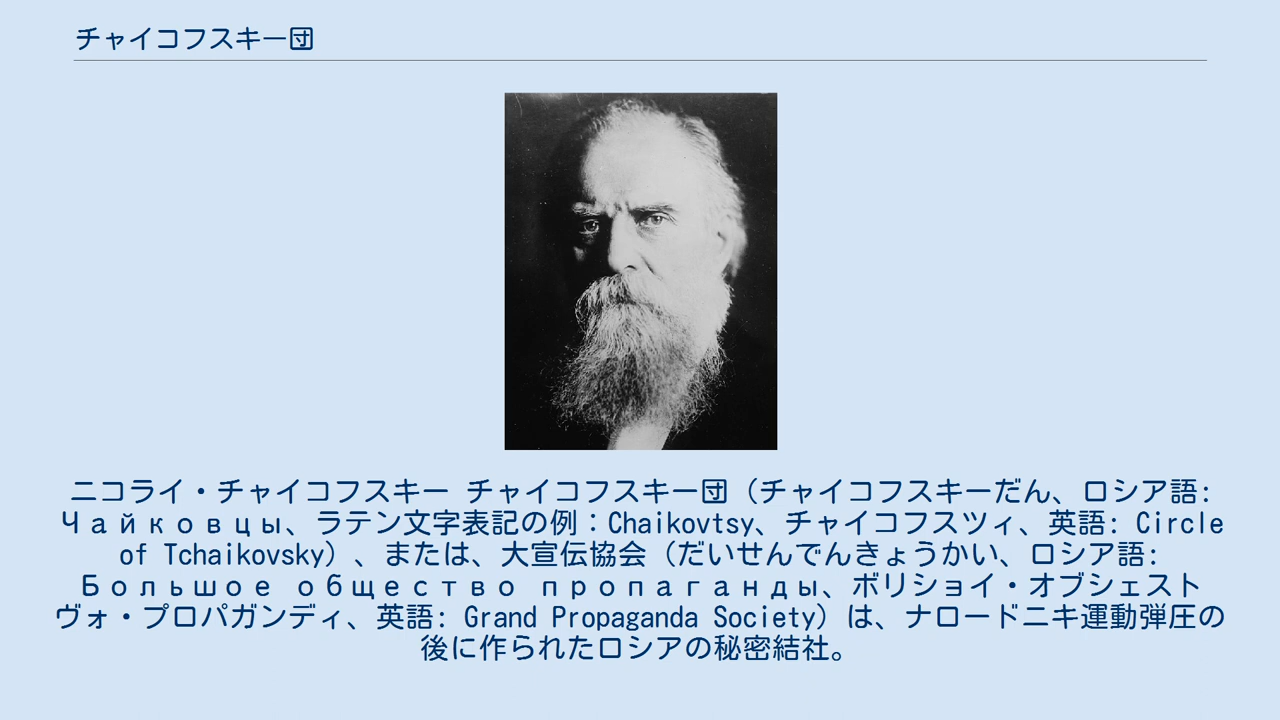 チャイコフスキー団
ニコライ・チャイコフスキー チャイコフスキー団（チャイコフスキーだん、ロシア語:
Чайковцы、ラテン文字表記の例：Chaikovtsy、チャイコフスツィ、英語: Circle
of Tchaikovsky）、または、大宣伝協会（だいせんでんきょうかい、ロシア語:
Большое общество пропаганды、ボリショイ・オブシェスト
ヴォ・プロパガンディ、英語: Grand Propaganda Society）は、ナロードニキ運動弾圧の
後に作られたロシアの秘密結社。